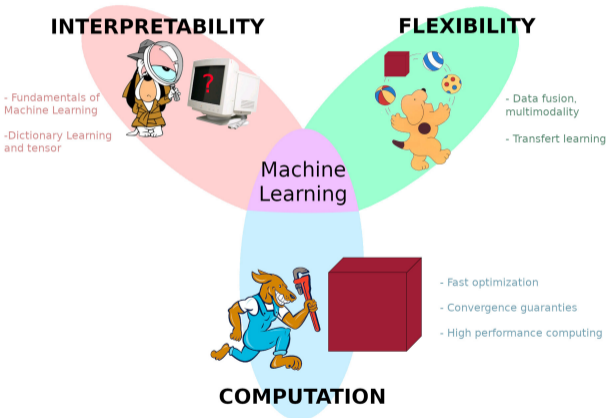 INTERPRETABILITY
FLEXIBILITY
?
- Fundamentals of
Machine Learning
-Dictionary Learning
and tensor
- Data fusion,
multimodality
- Transfert learning
Machine
Learning
- Fast optimization
- Convergence guaranties
- High performance computing
COMPUTATION